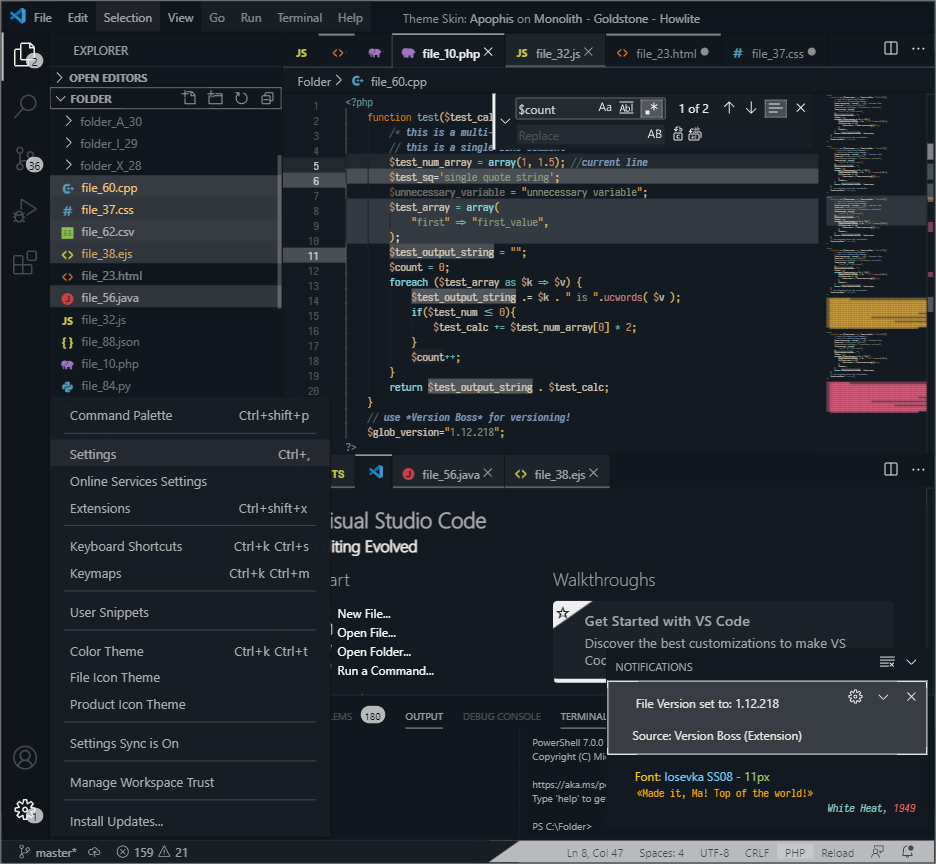 File Edit Selection View Go Run Terminal Help Theme Skin: Apophis on Monolith - Goldstone - Howlite
2
EXPLORER
JS <> file_10.php × JS file_32.js × <> file_23.html # file_37.css
OPEN EDITORS
FOLDER
Folder > file_60.cpp
folder_A_30
folder_I_29
folder_X_28
36
file_60.cpp
# file_37.css
file_62.csv
<> file_38.ejs
<> file_23.html
file_56.java
JS file_32.js
{} file_88.json
file_10.php
file_84.py
$count Aa Abl .* 1 of 2
Replace AB
1 <?php
2 function test($test_cal
3 /* this is a multi-
4 // this is a single line comment
5 $test_num_array = array(1, 1.5); //current line
6 $test_sq='single quote string';
7 $unnecessary_variable = "unnecessary variable";
8 $test_array = array(
9 "first" => "first_value",
10 );
11 $test_output_string = "";
12 $count = 0;
13 foreach ($test_array as $k => $v) {
14 $test_output_string .= $k . " is ".ucwords( $v );
15 if($test_num ≤ 0){
16 $test_calc += $test_num_array[0] * 2;
17 }
18 $count++;
19 }
20 return $test_output_string . $test_calc;
}
// use *Version Boss* for versioning!
$glob_version="1.12.218";
?>
Command Palette Ctrl+shift+p
Settings Ctrl+,
Online Services Settings
Extensions Ctrl+shift+x
Keyboard Shortcuts Ctrl+k Ctrl+s
Keymaps Ctrl+k Ctrl+m
User Snippets
Color Theme Ctrl+k Ctrl+t
File Icon Theme
Product Icon Theme
Settings Sync is On
Manage Workspace Trust
Install Updates...
1
TS file_56.java × <> file_38.ejs ×
isual Studio Code
iting Evolved
art
New File...
Open File...
Open Folder...
Run a Command...
Walkthroughs
Get Started with VS Code
Discover the best customizations to make VS
Cod
NOTIFICATIONS
File Version set to: 1.12.218
Source: Version Boss (Extension)
LEMS 180 OUTPUT DEBUG CONSOLE TERMINAL
PowerShell 7.0.0
Copyright (C) Mi
https://aka.ms/p
Type 'help' to ge
PS C:\Folder>
Font: Iosevka SS08 - 11px
«Made it, Ma! Top of the world!»
White Heat, 1949
master* 159 21 Ln 8, Col 47 Spaces: 4 UTF-8 CRLF PHP Reload